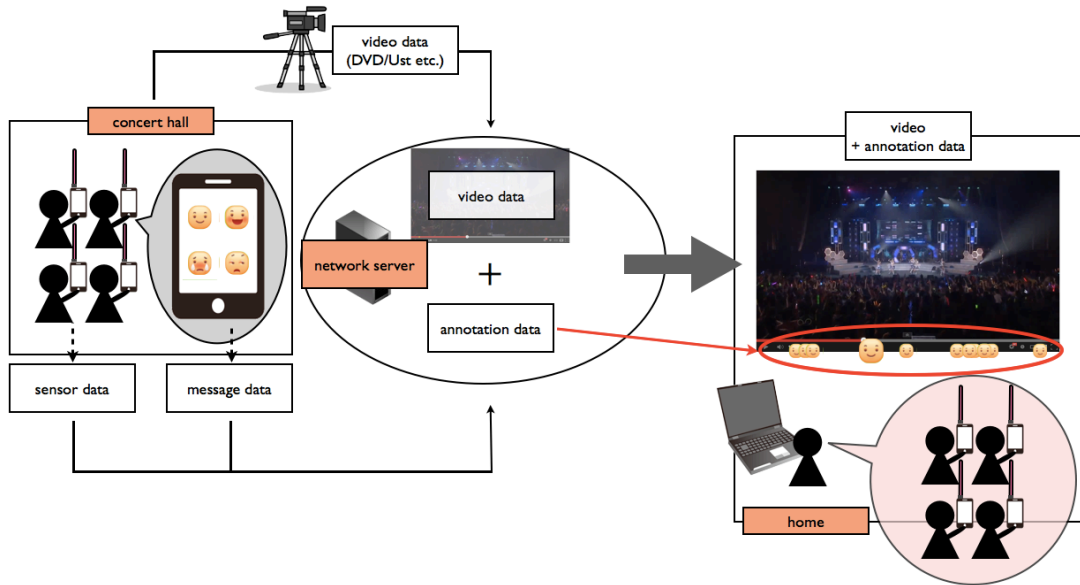 video data
(DVD/Ust etc.)
concert hall
video
+ annotation data
video data
network server
+
annotation data
sensor data
message data
home